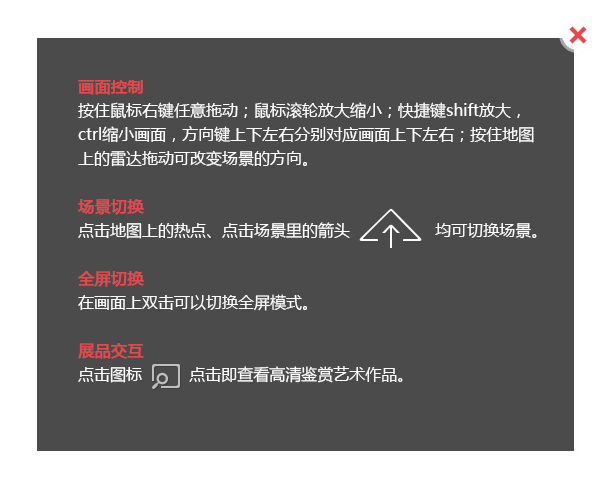 画面控制
按住鼠标右键任意拖动；鼠标滚轮放大缩小；快捷键shift放大，
ctrl缩小画面，方向键上下左右分别对应画面上下左右；按住地图
上的雷达拖动可改变场景的方向。
场景切换
点击地图上的热点、点击场景里的箭头 均可切换场景。
全屏切换
在画面上双击可以切换全屏模式。
展品交互
点击图标 点击即查看高清鉴赏艺术作品。